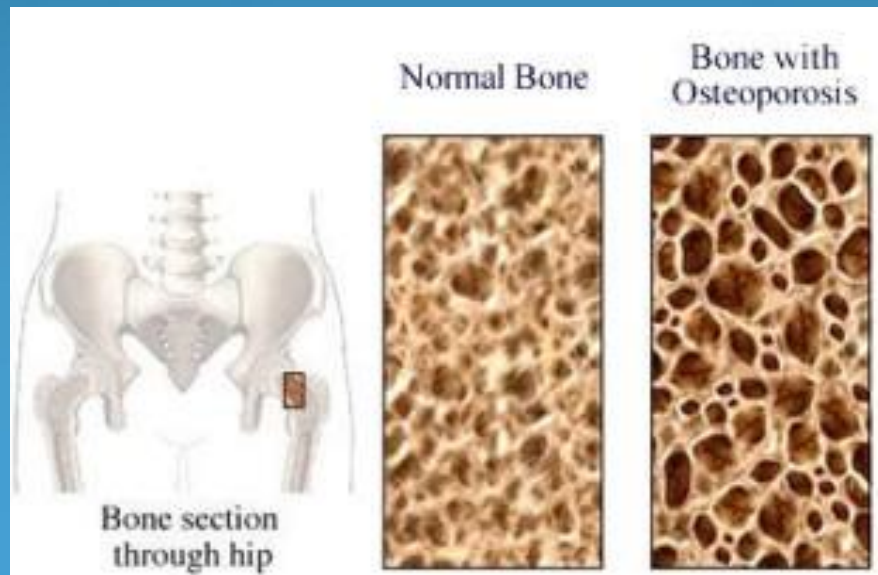 Normal Bone
Bone with
Osteoporosis
Bone section
through hip